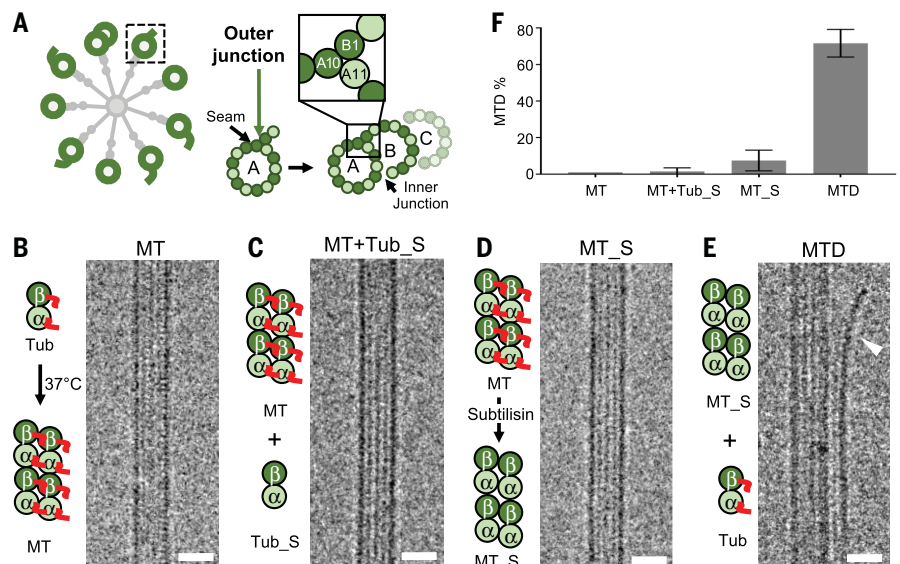 A
Outer
junction
Seam
A
B1
A10
A11
A
B
C
Inner
Junction
F
MTD %
80
60
40
20
0
MT
MT+Tub_S
MT_S
MTD
B
MT
β
α
Tub
37°C
β β
α α
β β
α α
MT
C
MT+Tub_S
β β
α α
β β
α α
MT
+
β
α
Tub_S
D
MT_S
β β
α α
β β
α α
MT
Subtilisin
β β
α α
β β
α α
MT_S
E
MTD
β β
α α
β β
α α
MT_S
+
β
α
Tub